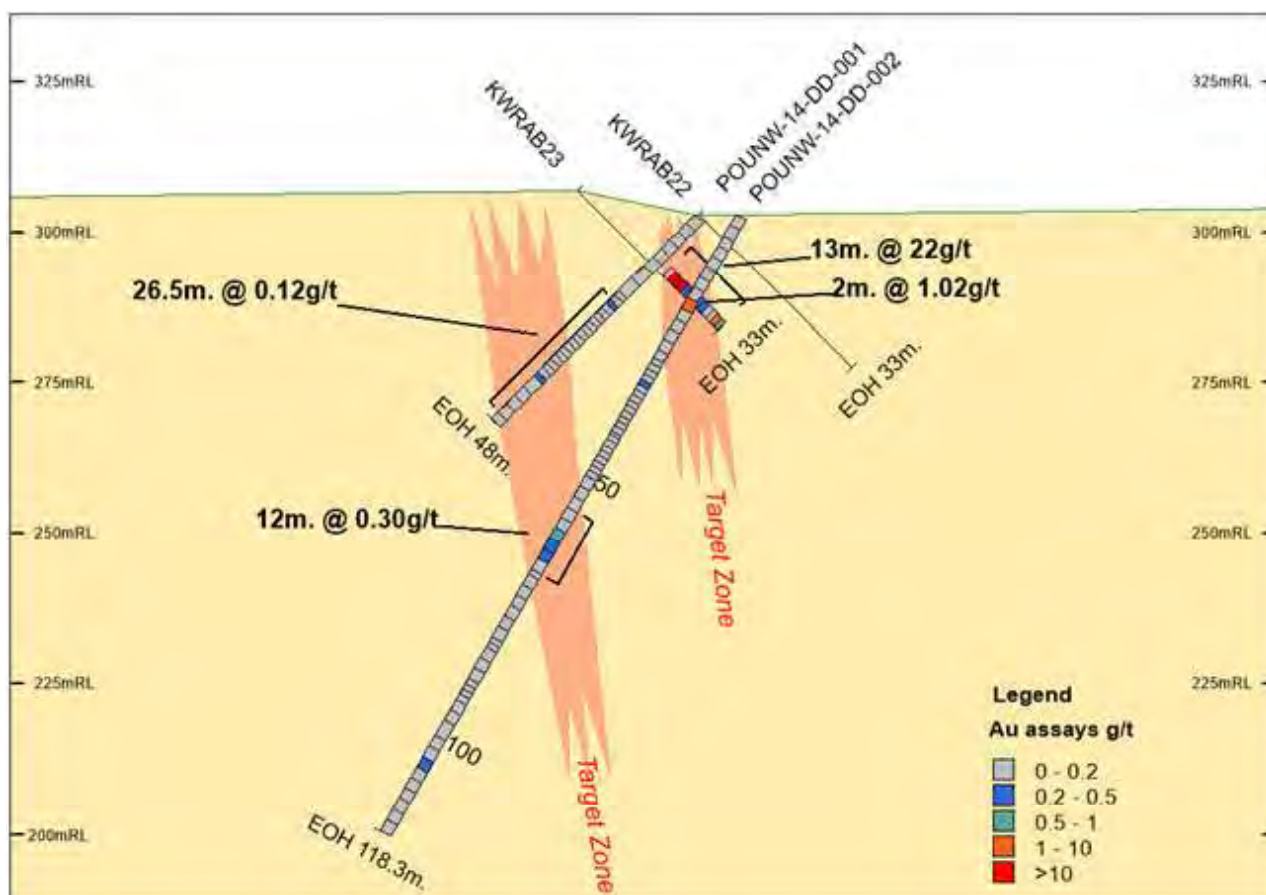 325mRL
325mRL
KWRAB23
KWRAB22
POUNW-14-DD-001
POUNW-14-DD-002
300mRL
300mRL
13m. @ 22g/t
26.5m. @ 0.12g/t
2m. @ 1.02g/t
EOH 33m.
EOH 33m.
275mRL
275mRL
EOH 48m.
50
12m. @ 0.30g/t
Target Zone
250mRL
250mRL
225mRL
225mRL
Legend
Au assays g/t
0 - 0.2
0.2 - 0.5
0.5 - 1
1 - 10
>10
100
Target Zone
200mRL
EOH 118.3m.